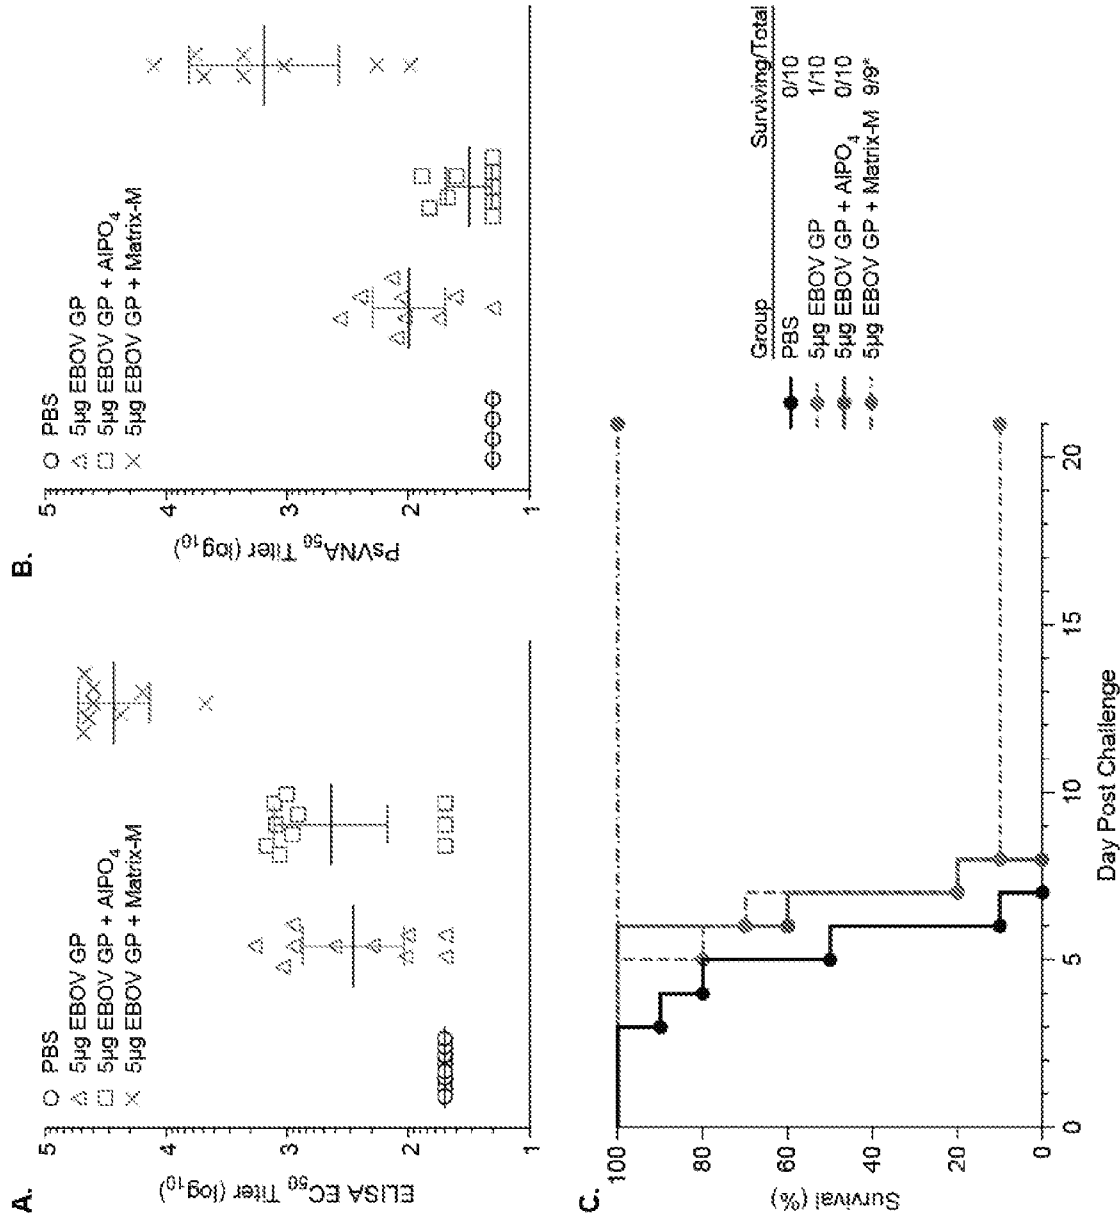 A.
5
4
3
2
1
ELISA EC50 Titer (log10)
PBS
5µg EBOV GP
5µg EBOV GP + AlPO4
5µg EBOV GP + Matrix-M
B.
5
4
3
2
1
PsVNA50 Titer (log10)
PBS
5µg EBOV GP
5µg EBOV GP + AlPO4
5µg EBOV GP + Matrix-M
C.
100
80
60
40
20
0
Survival (%)
0 5 10 15 20
Day Post Challenge
Group Surviving/Total
PBS 0/10
5µg EBOV GP 1/10
5µg EBOV GP + AlPO4 0/10
5µg EBOV GP + Matrix-M 9/9*